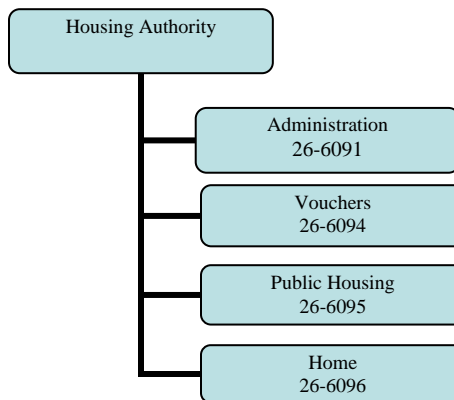 Housing Authority
Administration
26-6091
Vouchers
26-6094
Public Housing
26-6095
Home
26-6096